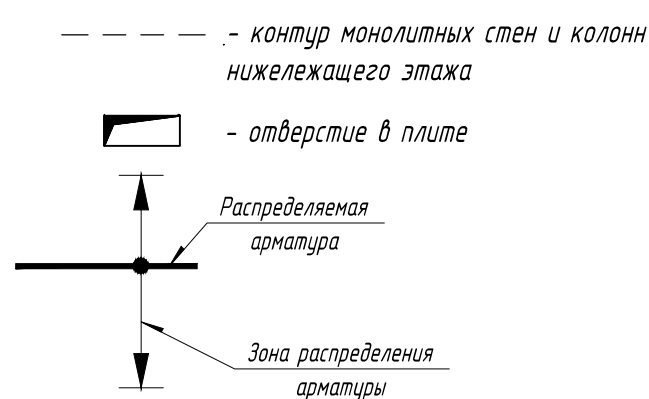 - контур монолитных стен и колонн
нижележащего этажа
- отверстие в плите
Распределяемая
арматура
Зона распределения
арматуры